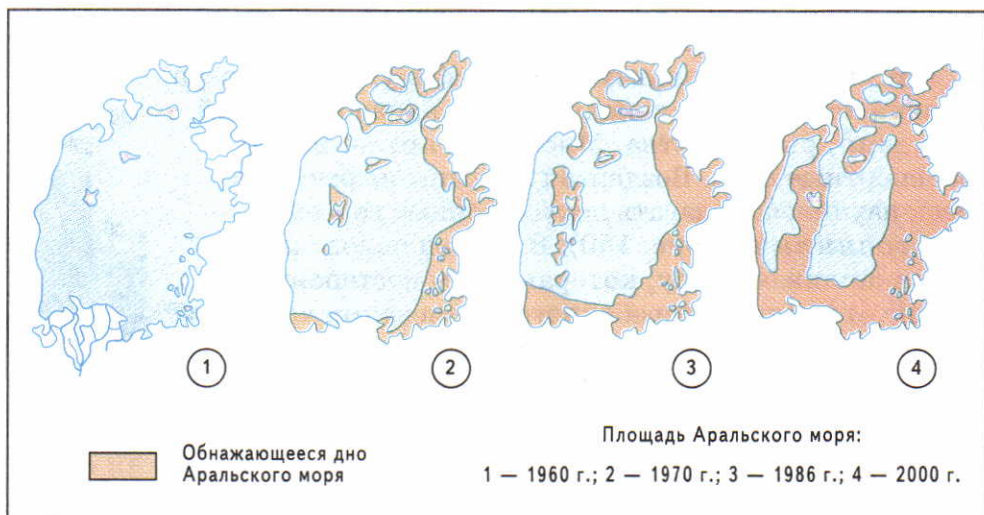 1
2
3
4
Обнажающееся дно
Аральского моря
Площадь Аральского моря:
1 — 1960 г.; 2 — 1970 г.; 3 — 1986 г.; 4 — 2000 г.